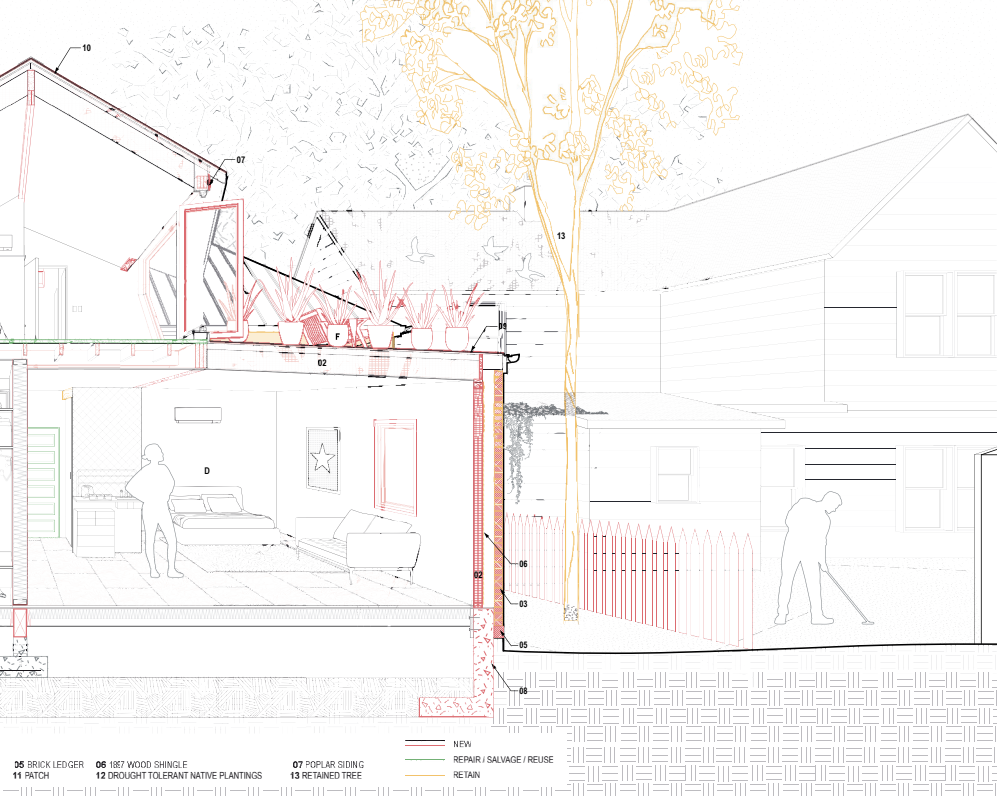 10
07
13
09
F
02
D
06
02
03
05
08
NEW
05 BRICK LEDGER 06 1897 WOOD SHINGLE 07 POPLAR SIDING
REPAIR / SALVAGE / REUSE
11 PATCH 12 DROUGHT TOLERANT NATIVE PLANTINGS 13 RETAINED TREE
RETAIN